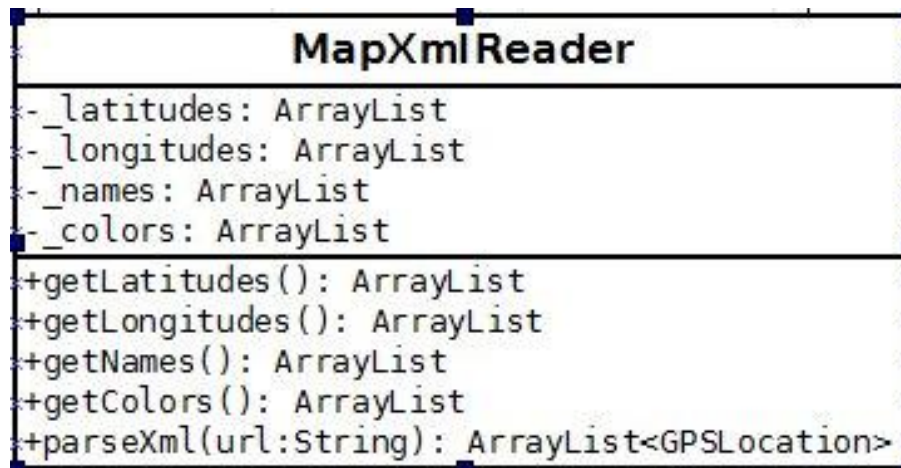 MapXmlReader
-_latitudes: ArrayList
-_longitudes: ArrayList
-_names: ArrayList
-_colors: ArrayList
+getLatitudes(): ArrayList
+getLongitudes(): ArrayList
+getNames(): ArrayList
+getColors(): ArrayList
+parseXml(url:String): ArrayList<GPSLocation>